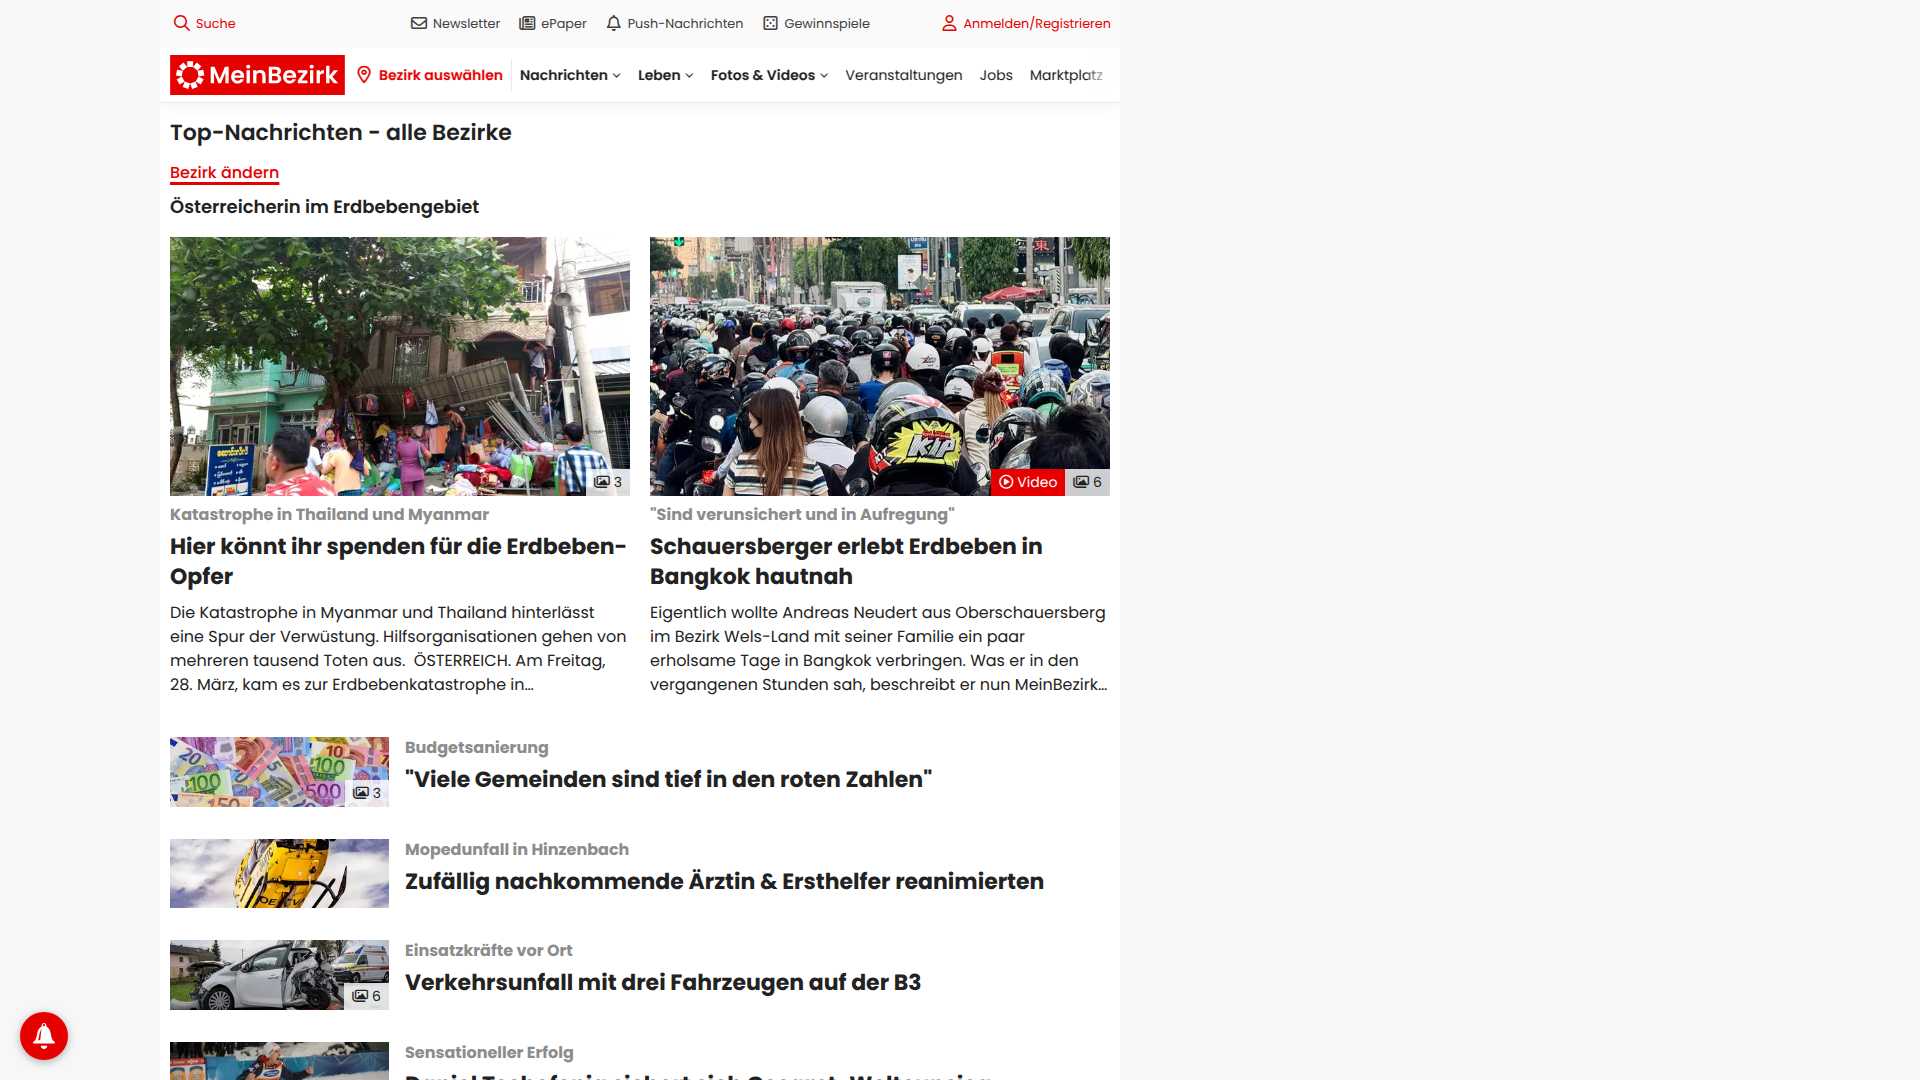 Suche
Newsletter
ePaper
Push-Nachrichten
Gewinnspiele
Anmelden/Registrieren
MeinBezirk
Bezirk auswählen
Nachrichten
Leben
Fotos & Videos
Veranstaltungen
Jobs
Marktplatz
Top-Nachrichten - alle Bezirke
Bezirk ändern
Österreicherin im Erdbebengebiet
3
KiP
Video
6
Katastrophe in Thailand und Myanmar
Hier könnt ihr spenden für die Erdbeben-
Opfer
Die Katastrophe in Myanmar und Thailand hinterlässt
eine Spur der Verwüstung. Hilfsorganisationen gehen von
mehreren tausend Toten aus.  ÖSTERREICH. Am Freitag,
28. März, kam es zur Erdbebenkatastrophe in...
"Sind verunsichert und in Aufregung"
Schauersberger erlebt Erdbeben in
Bangkok hautnah
Eigentlich wollte Andreas Neudert aus Oberschauersberg
im Bezirk Wels-Land mit seiner Familie ein paar
erholsame Tage in Bangkok verbringen. Was er in den
vergangenen Stunden sah, beschreibt er nun MeinBezirk...
3
Budgetsanierung
"Viele Gemeinden sind tief in den roten Zahlen"
Mopedunfall in Hinzenbach
Zufällig nachkommende Ärztin & Ersthelfer reanimierten
6
Einsatzkräfte vor Ort
Verkehrsunfall mit drei Fahrzeugen auf der B3
Sensationeller Erfolg